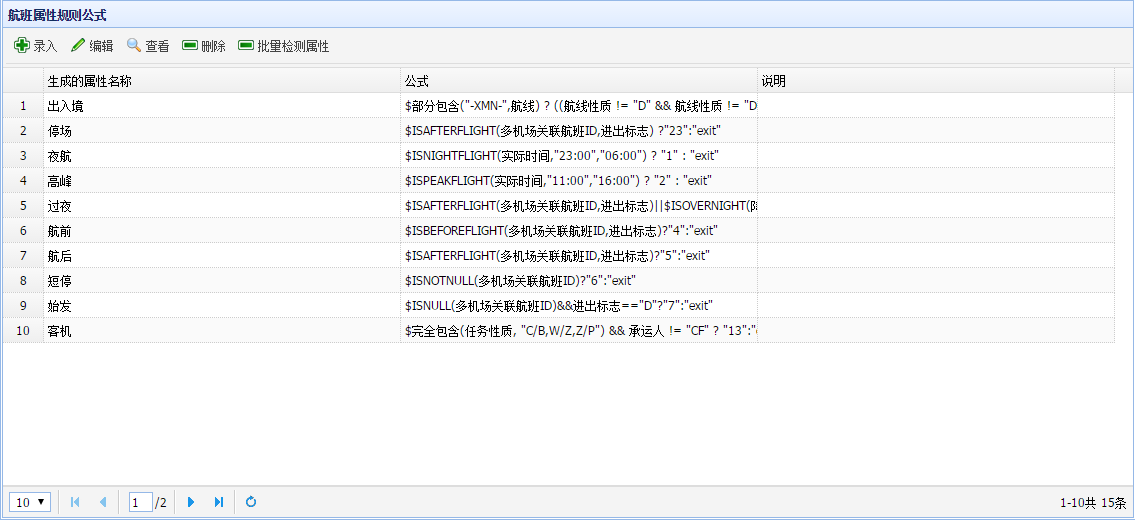 航班属性规则公式
录入 编辑 查看 删除 批量检测属性
生成的属性名称 公式 说明
1 出入境 $部分包含("-XMN-",航线) ? ((航线性质 != "D" && 航线性质 != "D
2 停场 $ISAFTERFLIGHT(多机场关联航班ID,进出标志) ?"23":"exit"
3 夜航 $ISNIGHTFLIGHT(实际时间,"23:00","06:00") ? "1" : "exit"
4 高峰 $ISPEAKFLIGHT(实际时间,"11:00","16:00") ? "2" : "exit"
5 过夜 $ISAFTERFLIGHT(多机场关联航班ID,进出标志)||$ISOVERNIGHT(
6 航前 $ISBEFOREFLIGHT(多机场关联航班ID,进出标志)?"4":"exit"
7 航后 $ISAFTERFLIGHT(多机场关联航班ID,进出标志)?"5":"exit"
8 短停 $ISNOTNULL(多机场关联航班ID)?"6":"exit"
9 始发 $ISNULL(多机场关联航班ID)&&进出标志=="D"?"7":"exit"
10 客机 $完全包含(任务性质, "C/B,W/Z,Z/P") && 承运人 != "CF" ? "13":"
10 1 /2 1-10共 15条